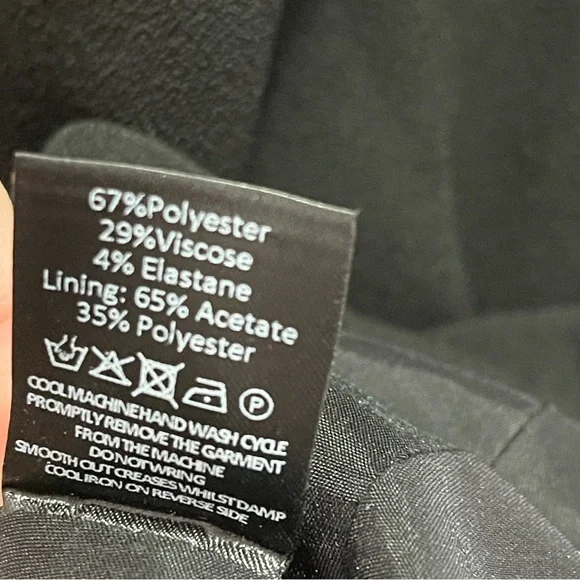 67%Polyester
29%Viscose
4% Elastane
Lining: 65% Acetate
35% Polyester
P
COOL MACHINE HAND WASH CYCLE
PROMPTLY REMOVE THE GARMENT
FROM THE MACHINE
DO NOT WRING
SMOOTH OUT CREASES WHILST DAMP
COOL IRON ON REVERSE SIDE